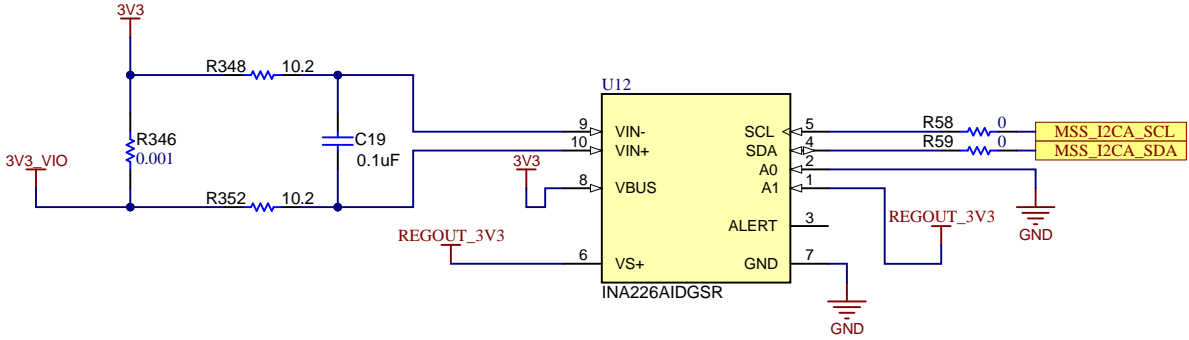 3V3
R348 10.2
U12
R346
0.001
C19
0.1uF
3V3_VIO
R352 10.2
9 VIN-
10 VIN+
3V3
8 VBUS
REGOUT_3V3
6 VS+
SCL 5 R58 0 MSS_I2CA_SCL
SDA 4 R59 0 MSS_I2CA_SDA
A0 2
A1 1
REGOUT_3V3
GND
ALERT 3
GND 7
INA226AIDGSR
GND